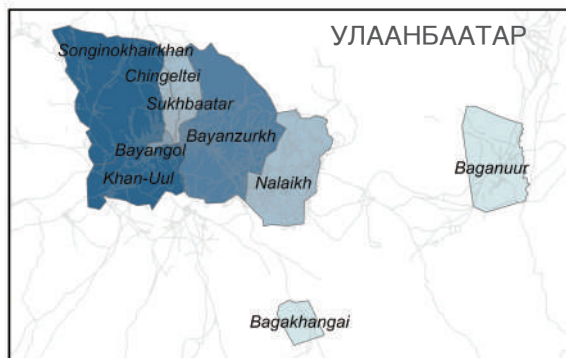 УЛААНБААТАР
Songinokhairkhan
Chingeltei
Sukhbaatar
Bayanzurkh
Bayangol
Khan-Uul
Nalaikh
Baganuur
Bagakhangai